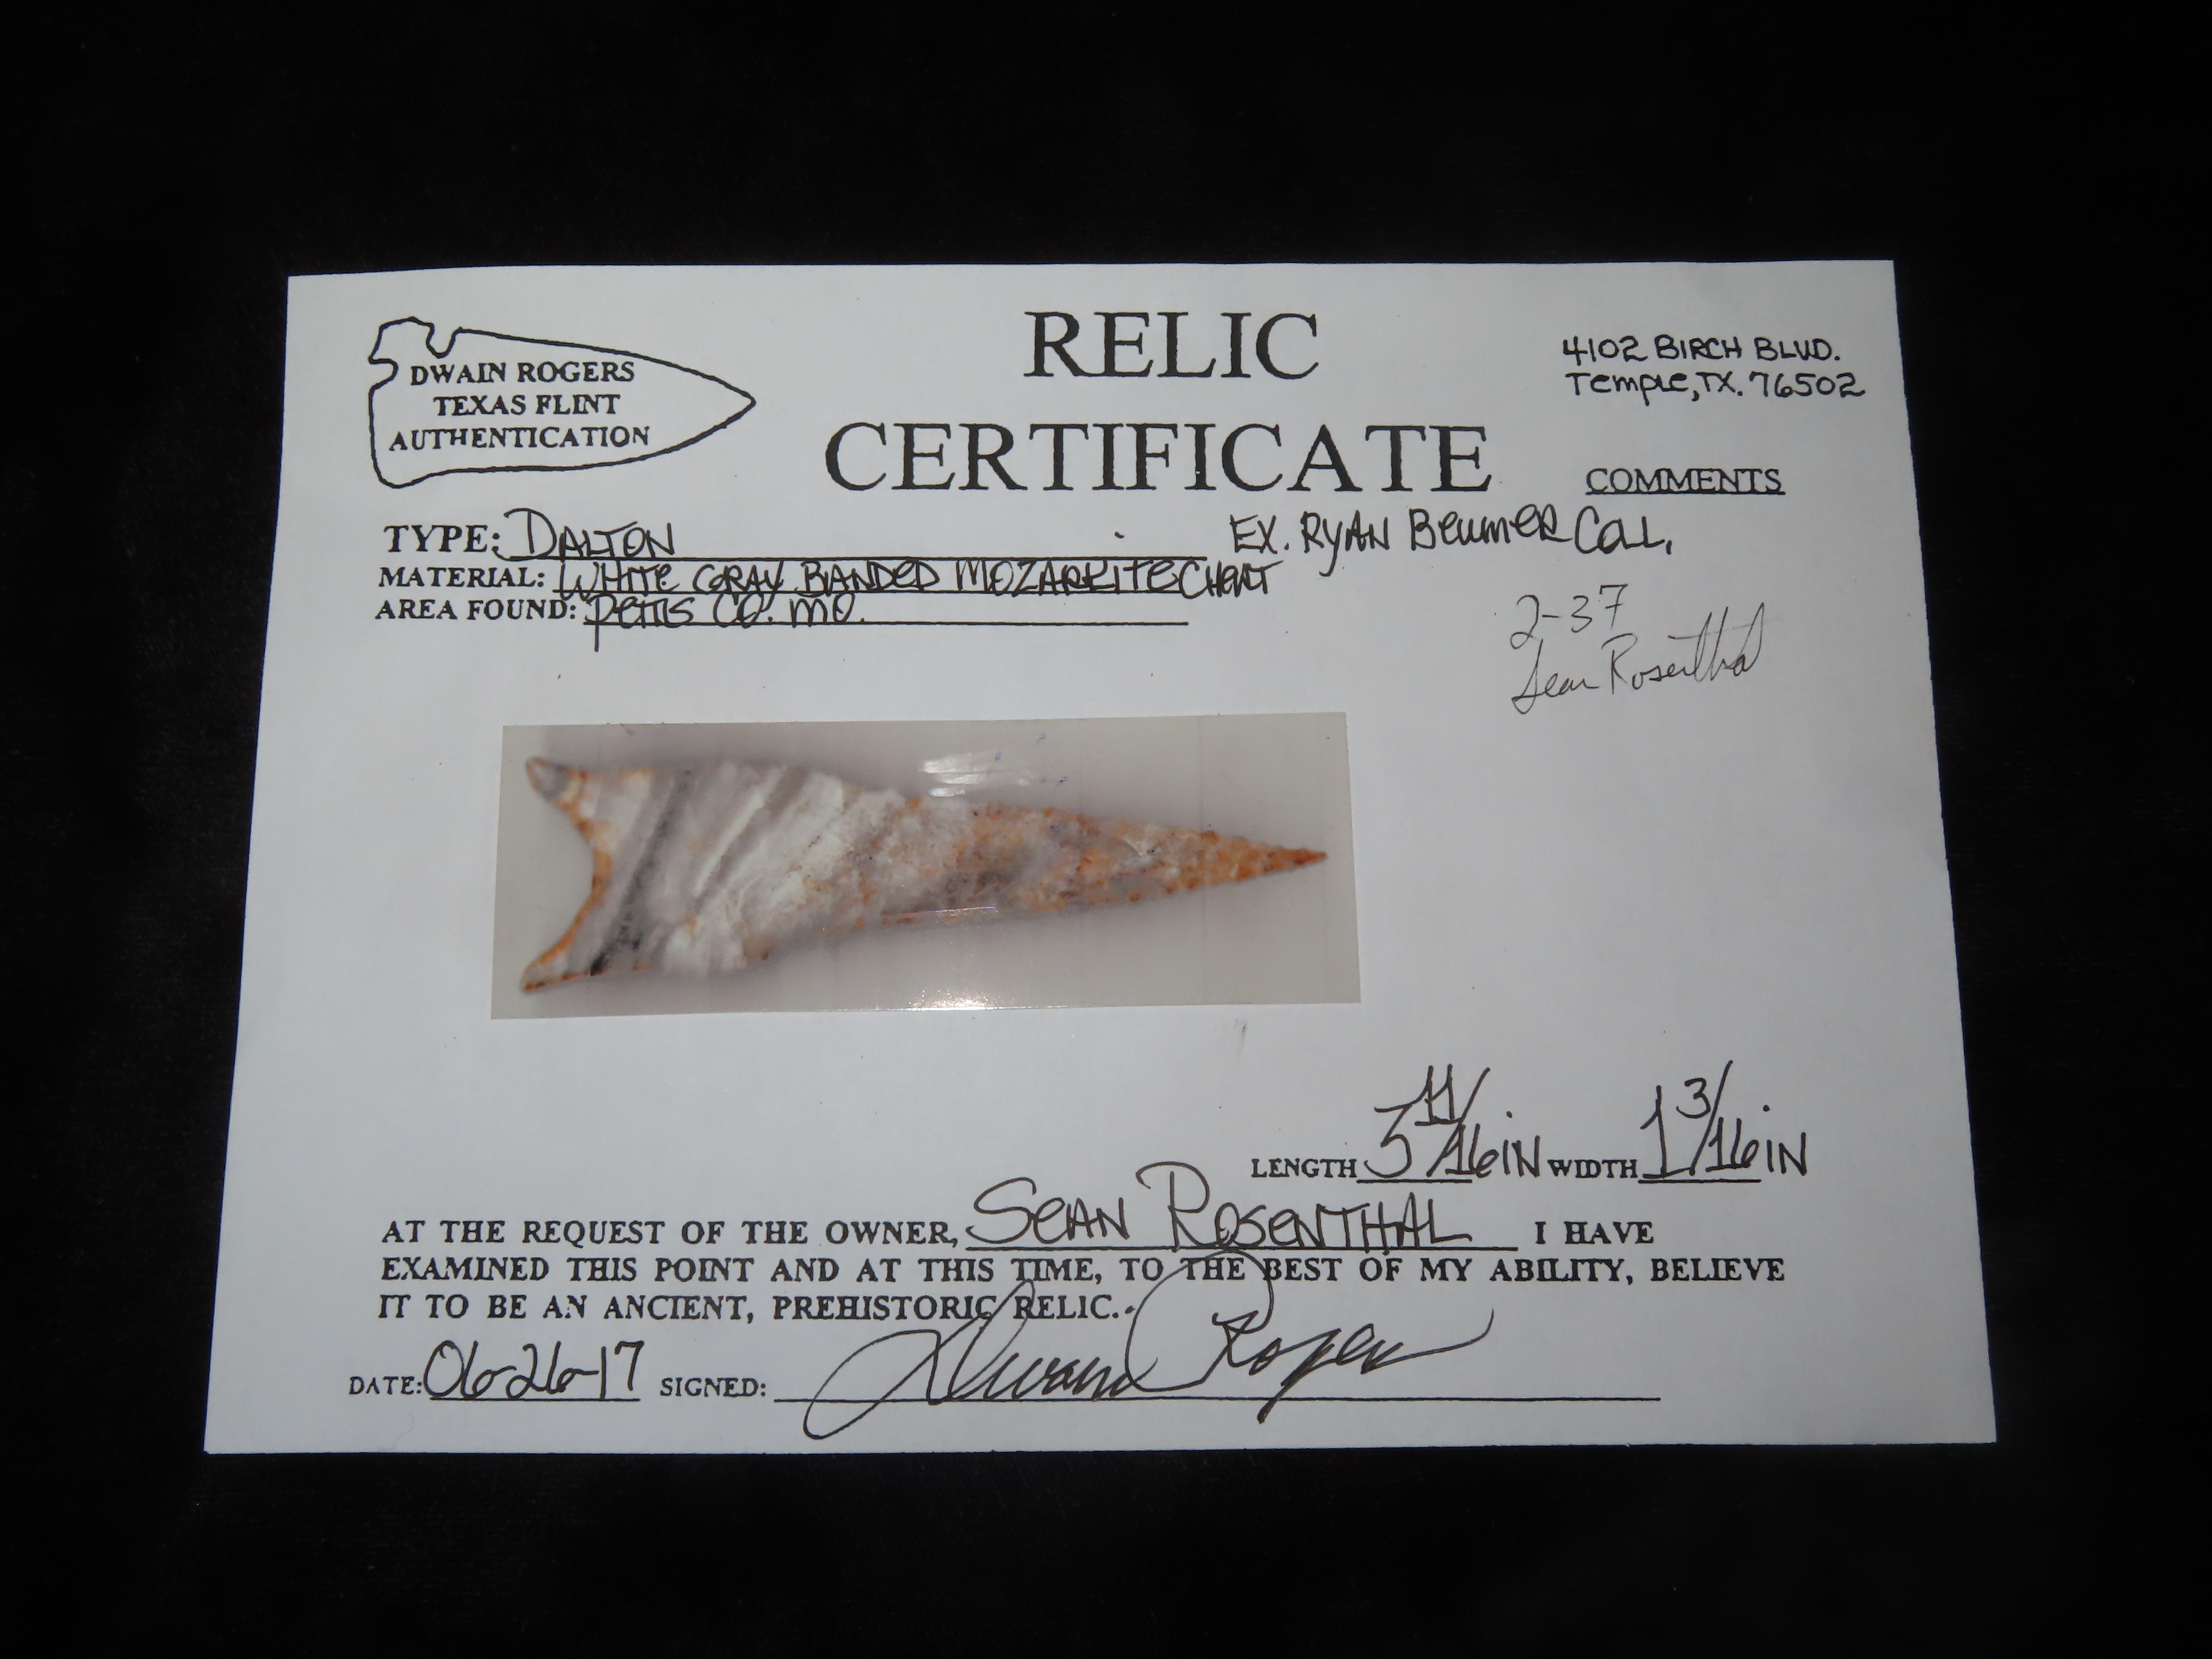 DWAIN ROGERS
TEXAS FLINT
AUTHENTICATION
RELIC
CERTIFICATE
4102 BIRCH BLVD.
Temple, TX. 76502
COMMENTS
TYPE: DALTON
EX. RYAN BEUMER COLL.
MATERIAL: WHITE GRAY BANDED MOZARKITE CHERT
AREA FOUND: PETTIS CO. MO.
2-37
Sean Rosenthal
LENGTH 3 11/16 IN WIDTH 1 3/16 IN
AT THE REQUEST OF THE OWNER, SEAN ROSENTHAL I HAVE
EXAMINED THIS POINT AND AT THIS TIME, TO THE BEST OF MY ABILITY, BELIEVE
IT TO BE AN ANCIENT, PREHISTORIC RELIC.
DATE: 06-26-17 SIGNED: Dwain Rogers